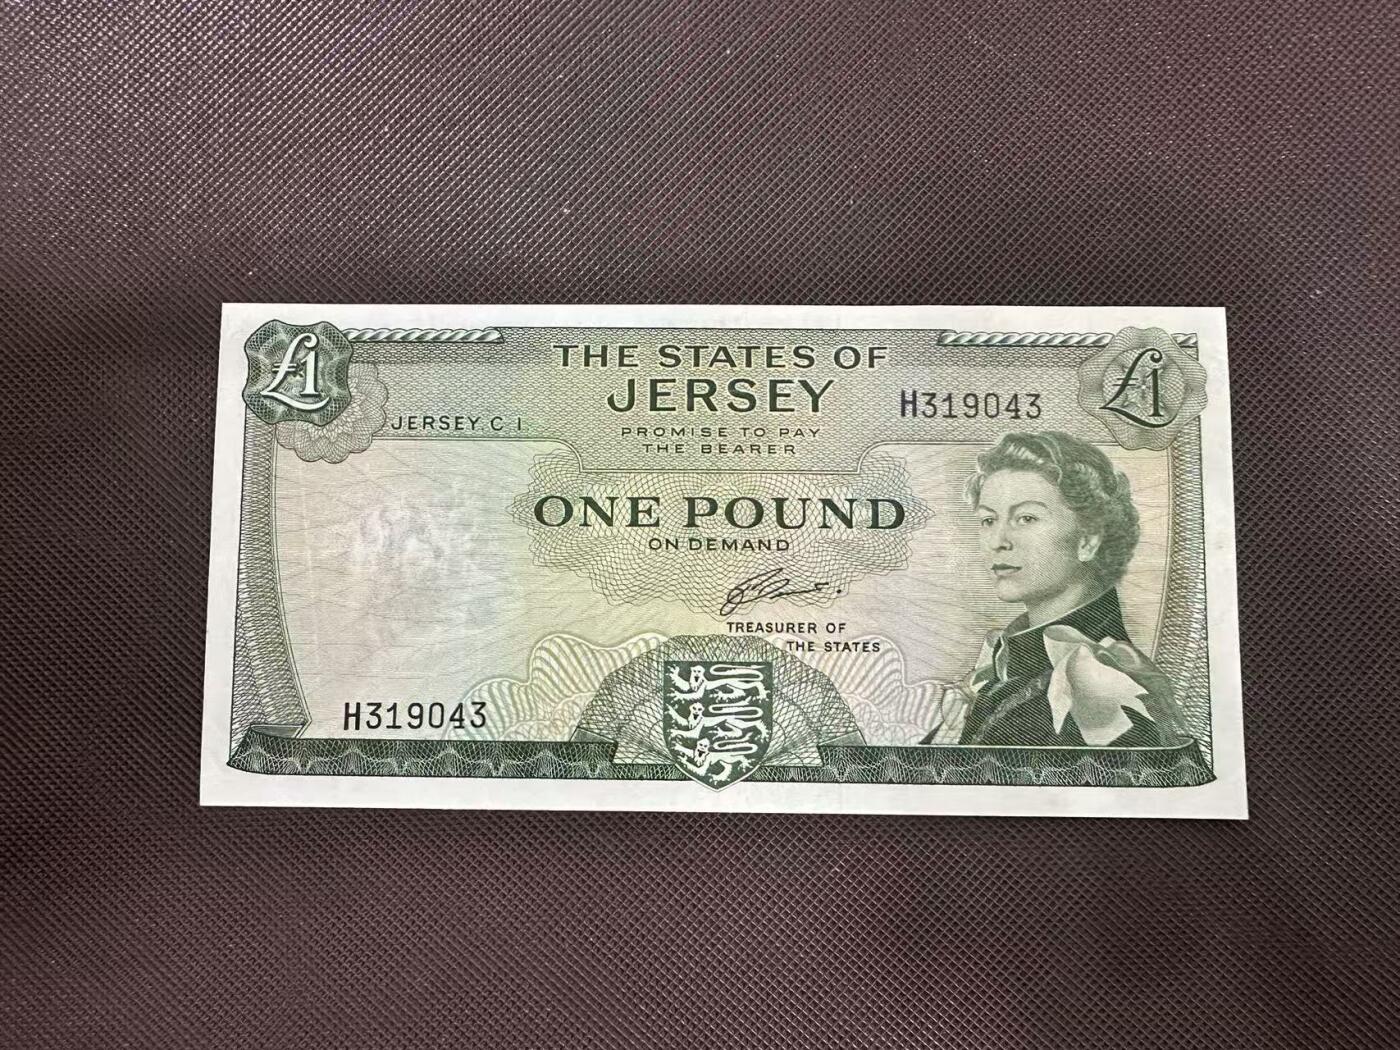 £1
THE STATES OF
£1
JERSEY
H319043
JERSEY C I
PROMISE TO PAY
THE BEARER
ONE POUND
ON DEMAND
TREASURER OF
THE STATES
H319043